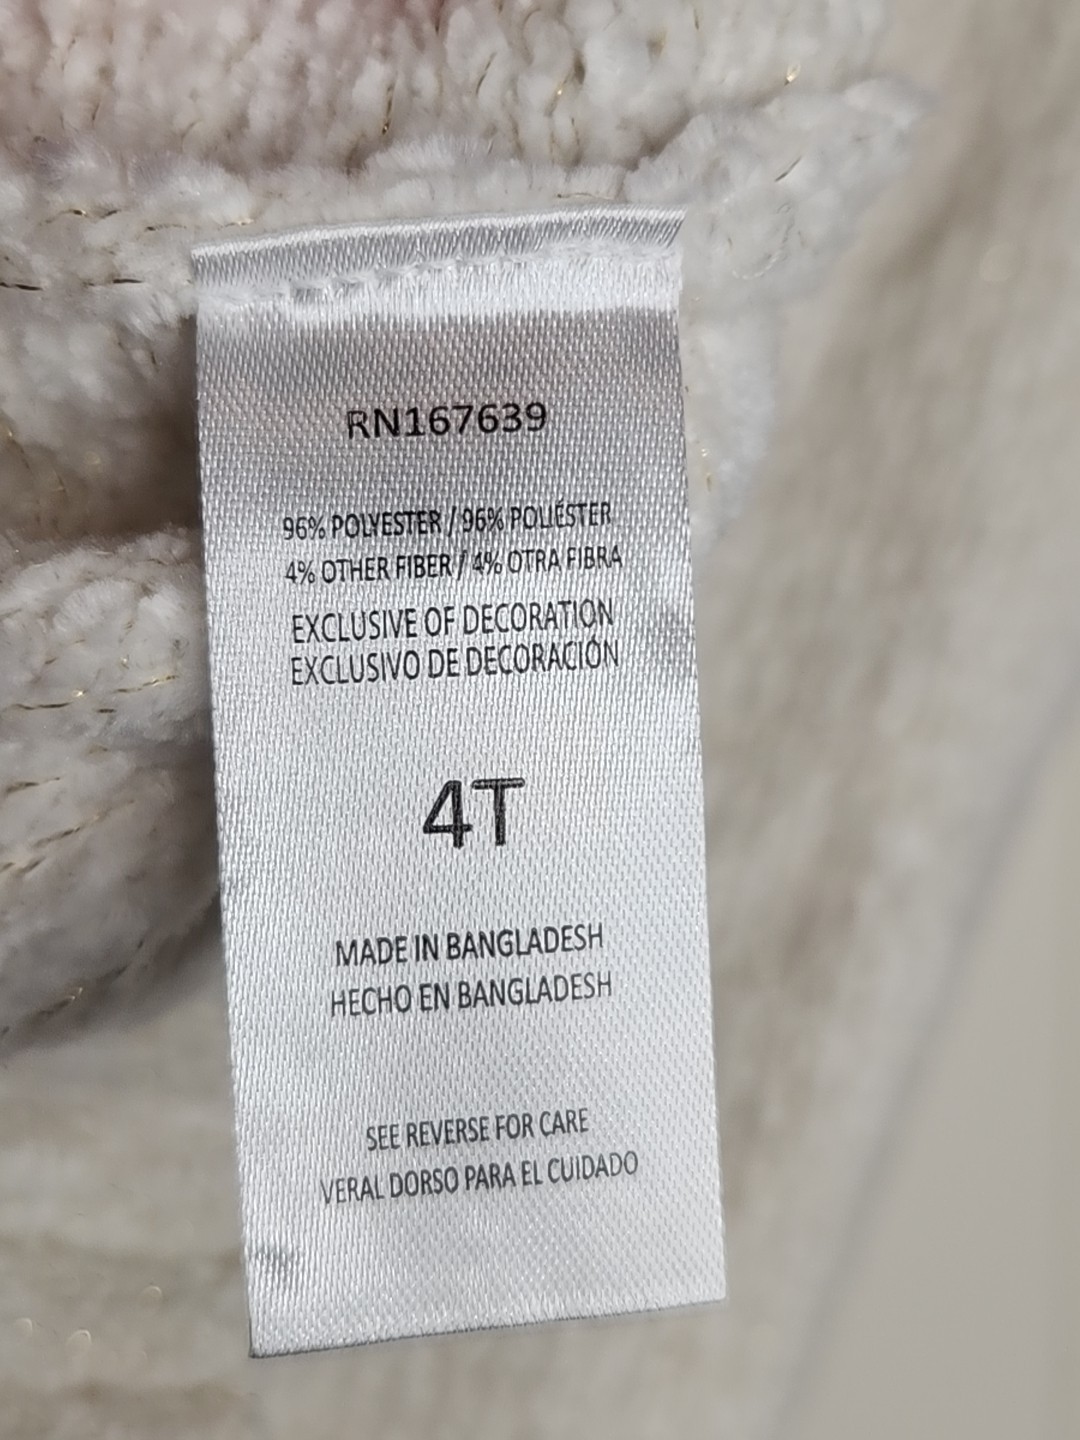 RN167639
96% POLYESTER / 96% POLIÉSTER
4% OTHER FIBER / 4% OTRA FIBRA
EXCLUSIVE OF DECORATION
EXCLUSIVO DE DECORACIÓN
4T
MADE IN BANGLADESH
HECHO EN BANGLADESH
SEE REVERSE FOR CARE
VERAL DORSO PARA EL CUIDADO